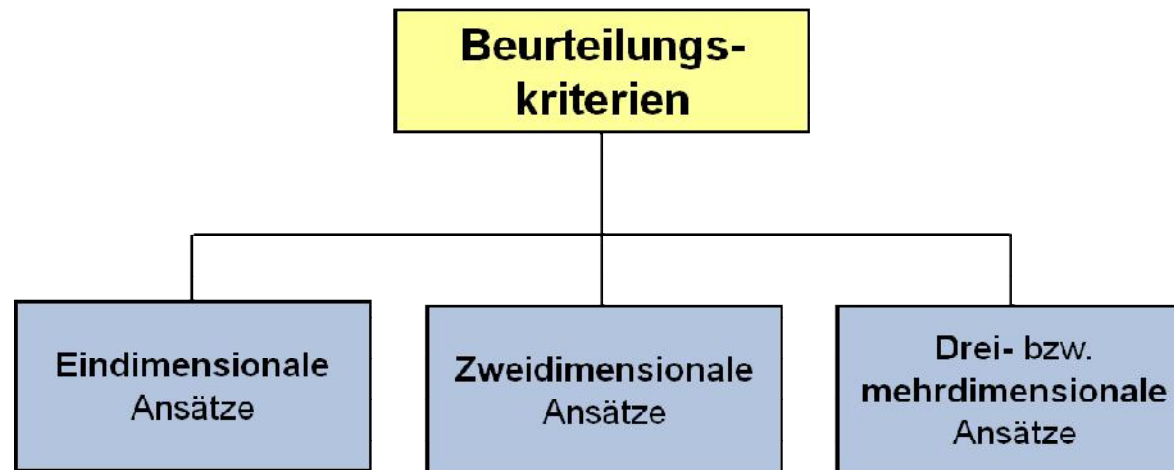 Beurteilungs-
kriterien
Eindimensionale
Ansätze
Zweidimensionale
Ansätze
Drei- bzw.
mehrdimensionale
Ansätze